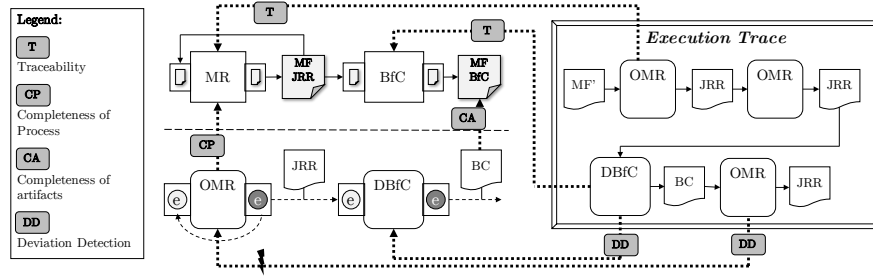 Legend:
T
Traceability
CP
Completeness of
Process
CA
Completeness of
artifacts
DD
Deviation Detection
T
MR
MF
JRR
BfC
MF
BfC
CA
CP
OMR
e
e
JRR
DBfC
e
e
BC
T
Execution Trace
MF'
OMR
JRR
OMR
JRR
DBfC
BC
OMR
JRR
DD
DD